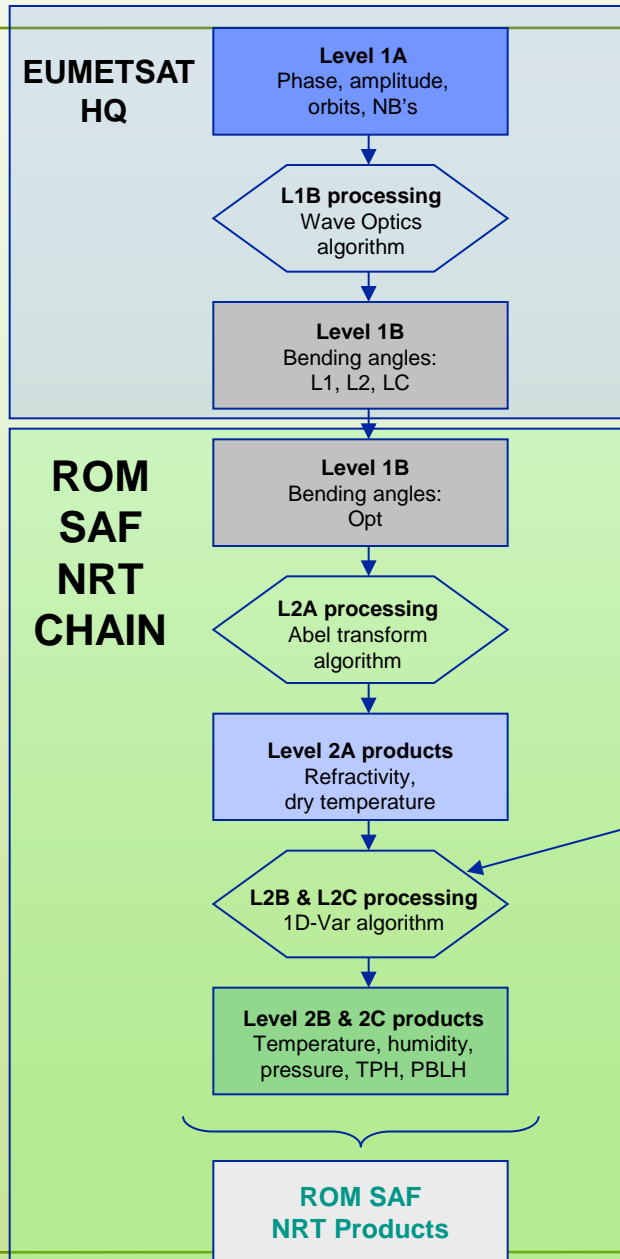 EUMETSAT
HQ
Level 1A
Phase, amplitude,
orbits, NB's
L1B processing
Wave Optics
algorithm
Level 1B
Bending angles:
L1, L2, LC
ROM
SAF
NRT
CHAIN
Level 1B
Bending angles:
Opt
L2A processing
Abel transform
algorithm
Level 2A products
Refractivity,
dry temperature
L2B & L2C processing
1D-Var algorithm
Level 2B & 2C products
Temperature, humidity,
pressure, TPH, PBLH
ROM SAF
NRT Products